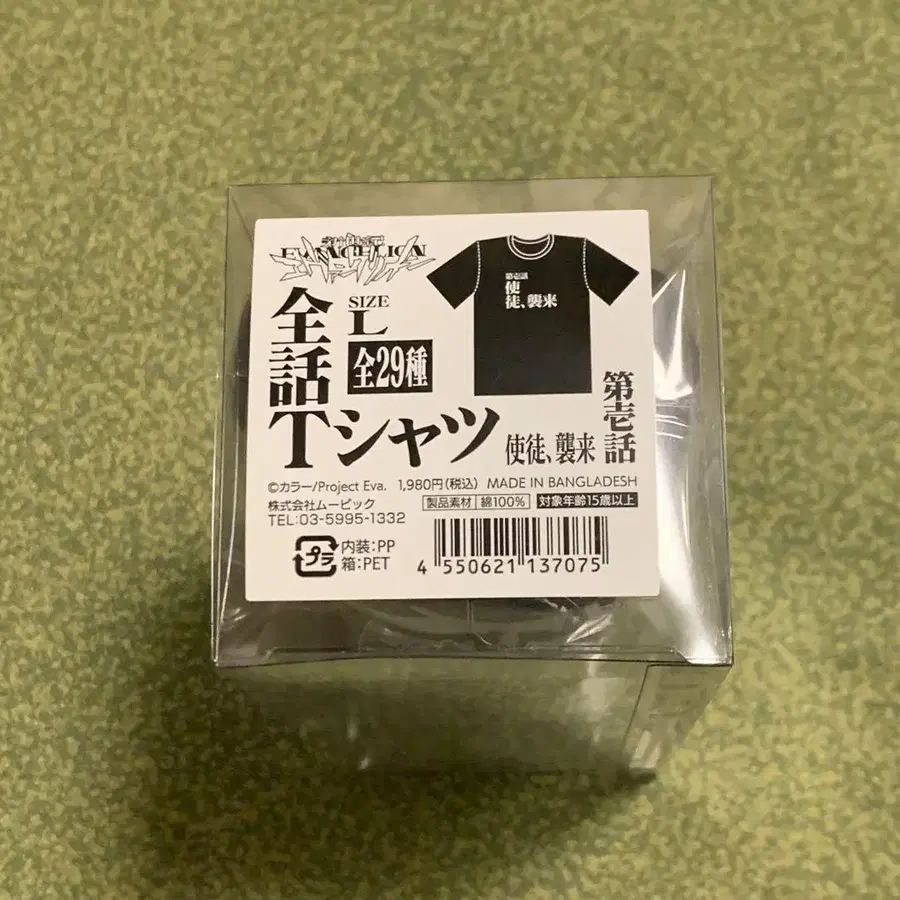 新世紀
EVANGELION
エヴァンゲリオン
全話
Tシャツ
SIZE
L
全29種
第壱話
使
徒、襲来
第壱話
使徒、襲来
©カラー/Project Eva. 1,980円(税込) MADE IN BANGLADESH
株式会社ムービック
TEL:03-5995-1332
製品素材 綿100% 対象年齢15歳以上
プラ
内装:PP
箱:PET
4 550621 137075